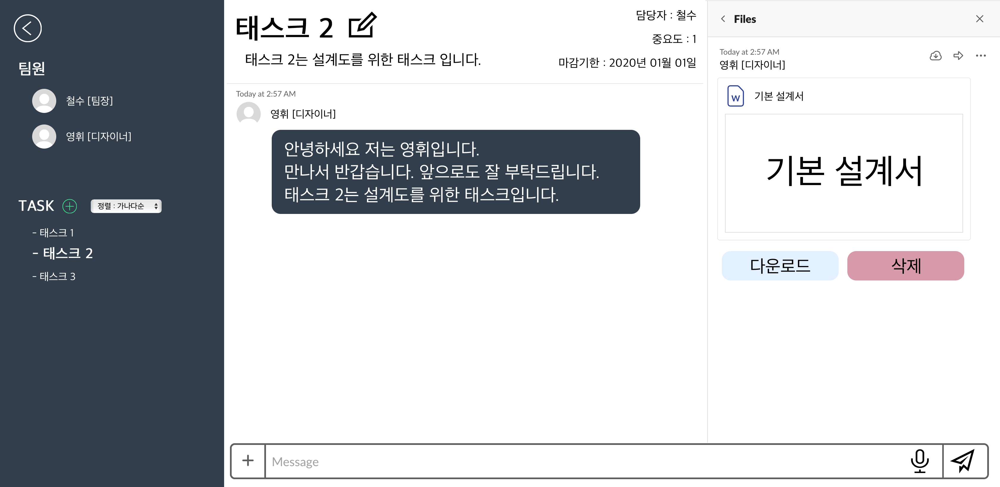 팀원
철수 [팀장]
영휘 [디자이너]
TASK
정렬 : 가나다순
- 태스크 1
- 태스크 2
- 태스크 3
태스크 2
태스크 2는 설계도를 위한 태스크 입니다.
담당자 : 철수
중요도 : 1
마감기한 : 2020년 01월 01일
Today at 2:57 AM
영휘 [디자이너]
안녕하세요 저는 영휘입니다.
만나서 반갑습니다. 앞으로도 잘 부탁드립니다.
태스크 2는 설계도를 위한 태스크입니다.
Message
Files
Today at 2:57 AM
영휘 [디자이너]
W
기본 설계서
기본 설계서
다운로드
삭제